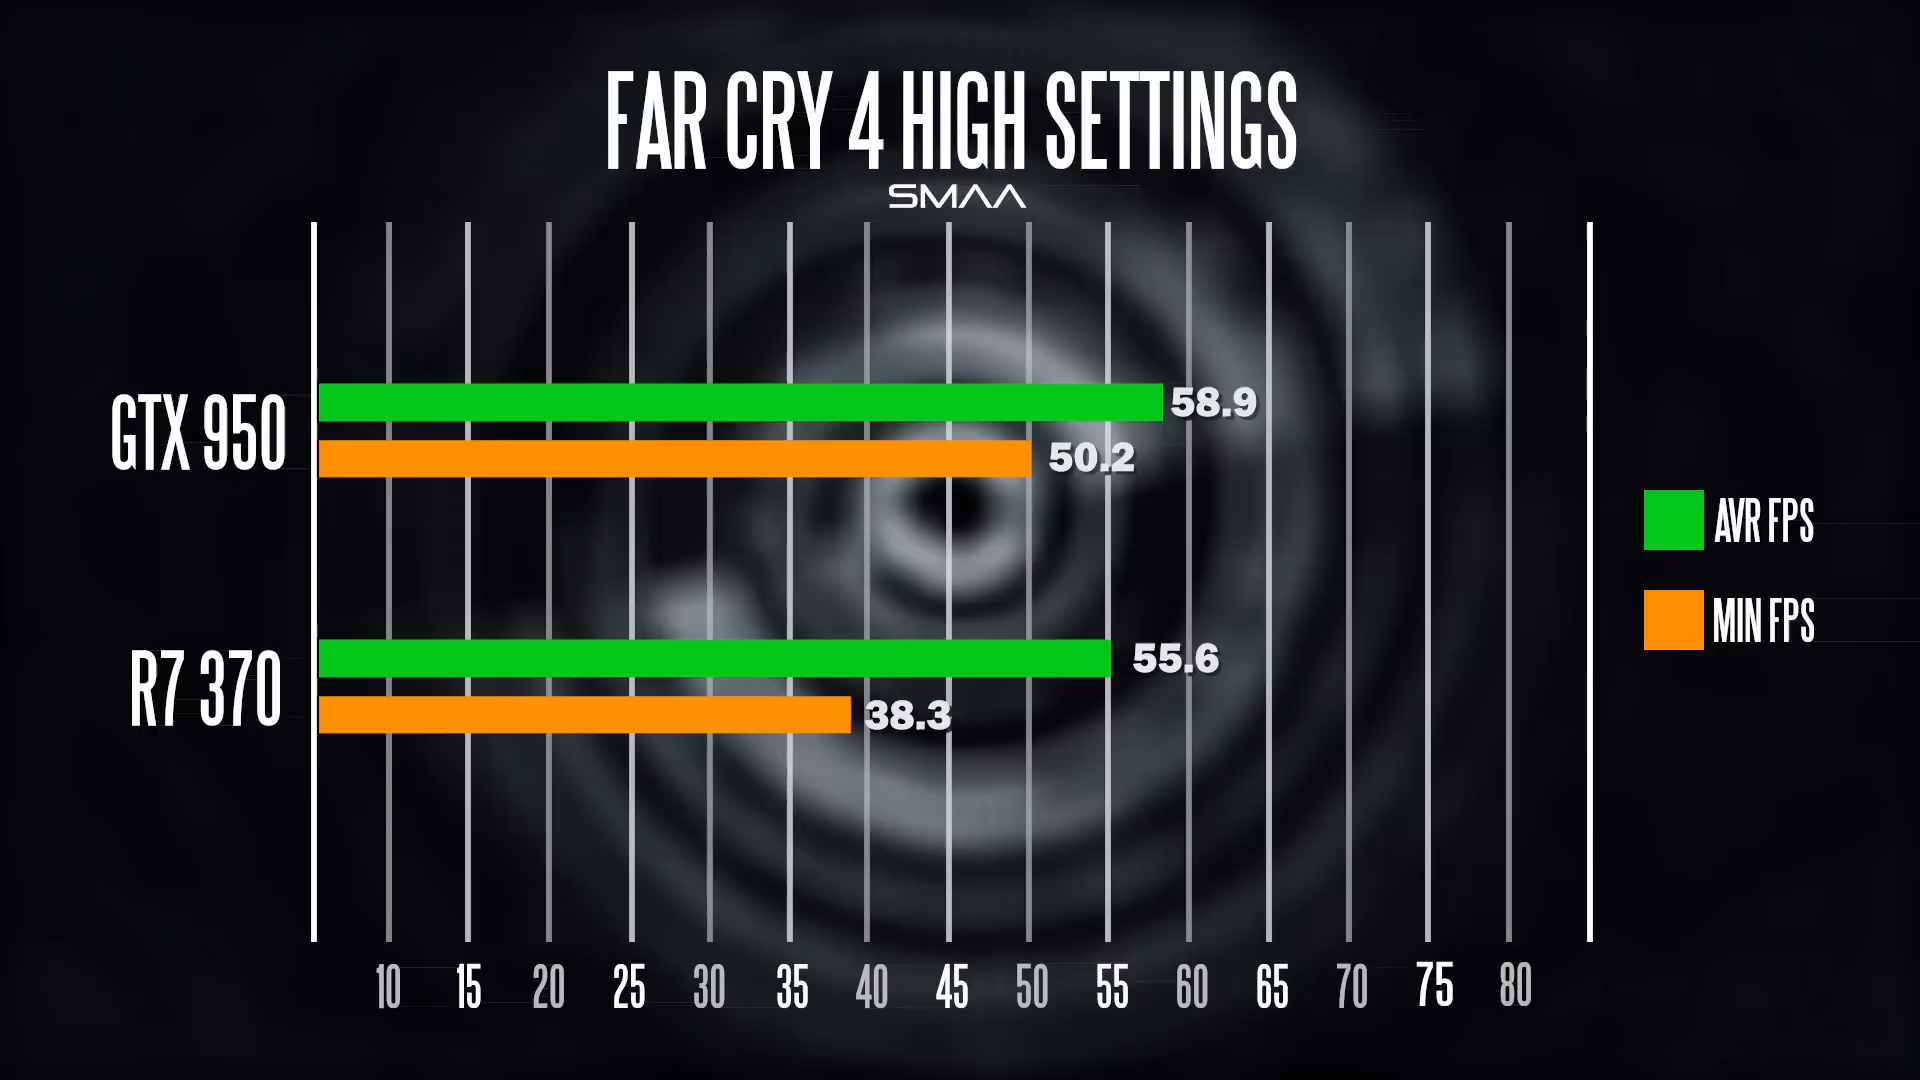 FAR CRY 4 HIGH SETTINGS
SMAA
GTX 950
58.9
50.2
R7 370
55.6
38.3
AVR FPS
MIN FPS
10 15 20 25 30 35 40 45 50 55 60 65 70 75 80